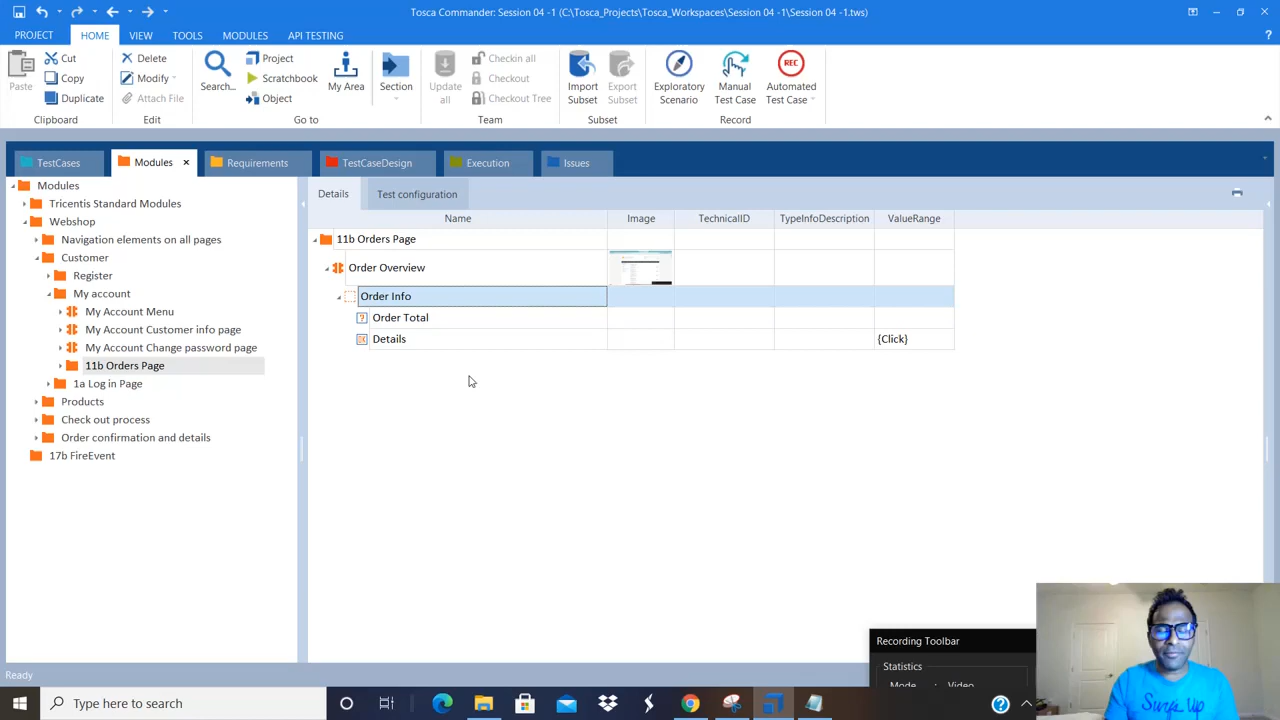 Tosca Commander: Session 04 -1 (C:\Tosca_Projects\Tosca_Workspaces\Session 04 -1\Session 04 -1.tws)
PROJECT HOME VIEW TOOLS MODULES API TESTING ?
Paste
Cut
Copy
Duplicate
Clipboard
Delete
Modify
Attach File
Edit
Search...
Project
Scratchbook
Object
My Area
Go to
Section
Update all
Checkin all
Checkout
Checkout Tree
Team
Import Subset
Export Subset
Subset
Exploratory Scenario
Manual Test Case
REC
Automated Test Case
Record
TestCases Modules × Requirements TestCaseDesign Execution Issues
Modules
Tricentis Standard Modules
Webshop
Navigation elements on all pages
Customer
Register
My account
My Account Menu
My Account Customer info page
My Account Change password page
11b Orders Page
1a Log in Page
Products
Check out process
Order confirmation and details
17b FireEvent
Details Test configuration
Name Image TechnicalID TypeInfoDescription ValueRange
11b Orders Page
Order Overview
Order Info
Order Total
Details {Click}
Recording Toolbar
Statistics
Mode : Video
Ready
Type here to search